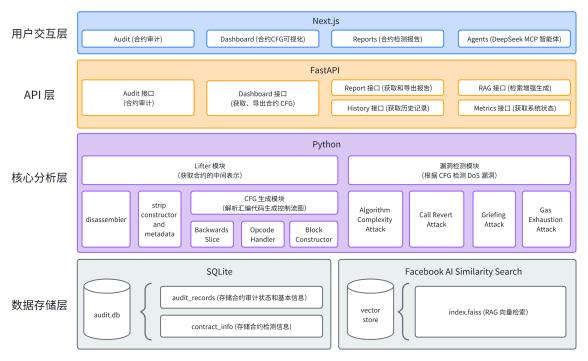 用户交互层
Next.js
Audit (合约审计)
Dashboard (合约CFG可视化)
Reports (合约检测报告)
Agents (DeepSeek MCP 智能体)
API 层
FastAPI
Audit 接口
(合约审计)
Dashboard 接口
(获取、导出合约 CFG)
Report 接口 (获取和导出报告)
RAG 接口 (检索增强生成)
History 接口 (获取历史记录)
Metrics 接口 (获取系统状态)
核心分析层
Python
Lifter 模块
(获取合约的中间表示)
漏洞检测模块
(根据 CFG 检测 DoS 漏洞)
disassembler
strip
constructor
and
metadata
CFG 生成模块
(解析汇编代码生成控制流图)
Backwards
Slice
Opcode
Handler
Block
Constructor
Algorithm
Complexity
Attack
Call Revert
Attack
Griefing
Attack
Gas
Exhaustion
Attack
数据存储层
SQLite
audit.db
audit_records (存储合约审计状态和基本信息)
contract_info (存储合约检测信息)
Facebook AI Similarity Search
vector
store
index.faiss (RAG 向量检索)